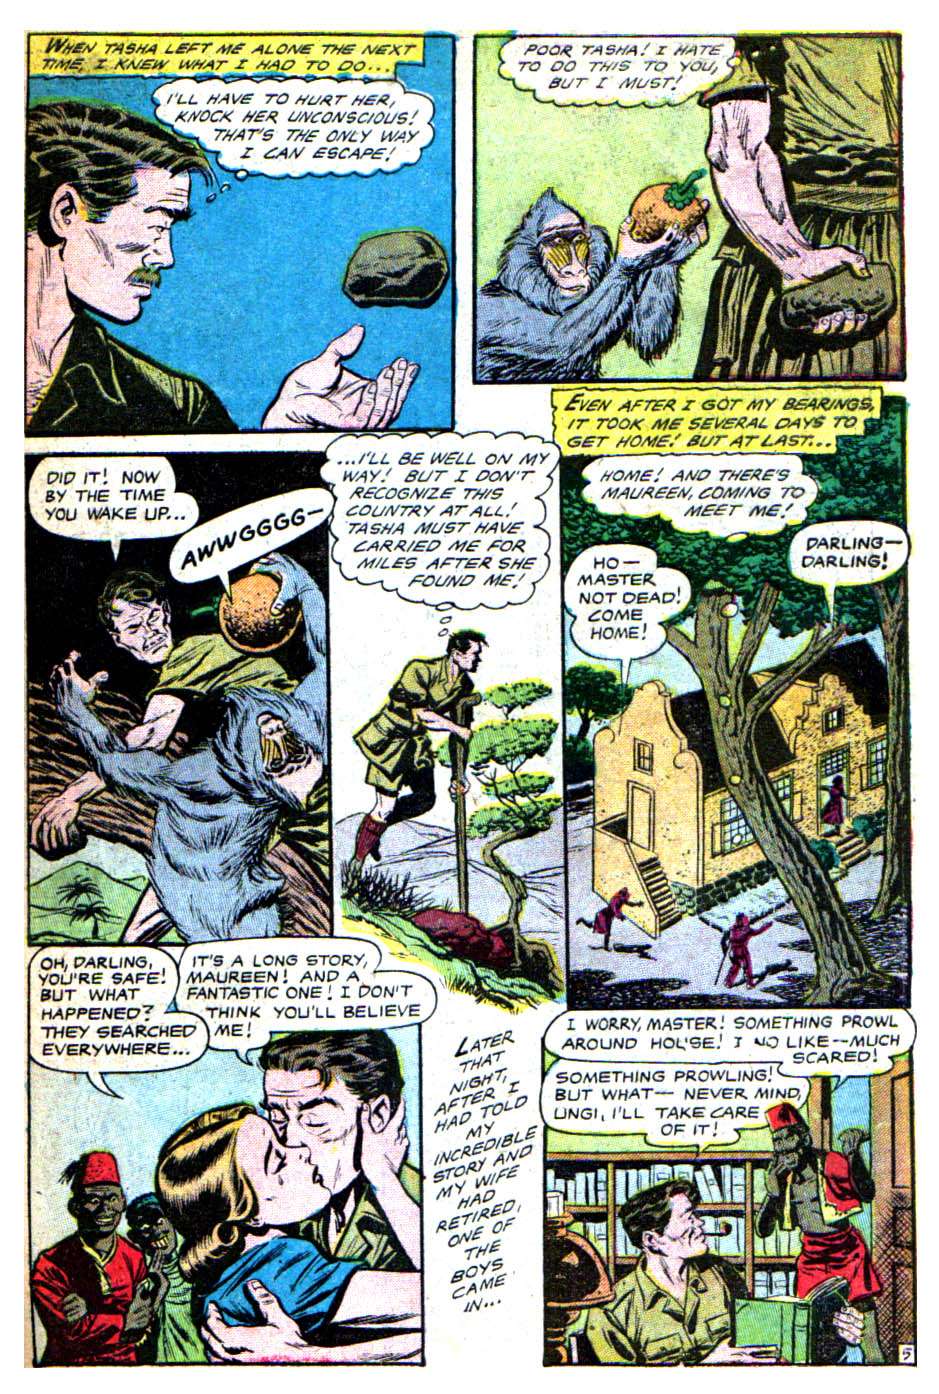 WHEN TASHA LEFT ME ALONE THE NEXT
TIME, I KNEW WHAT I HAD TO DO...
I'LL HAVE TO HURT HER,
KNOCK HER UNCONSCIOUS!
THAT'S THE ONLY WAY
I CAN ESCAPE!
POOR TASHA! I HATE
TO DO THIS TO YOU,
BUT I MUST!
DID IT! NOW
BY THE TIME
YOU WAKE UP...
AWWGGGG—
...I'LL BE WELL ON MY
WAY! BUT I DON'T
RECOGNIZE THIS
COUNTRY AT ALL!
TASHA MUST HAVE
CARRIED ME FOR
MILES AFTER SHE
FOUND ME!
EVEN AFTER I GOT MY BEARINGS,
IT TOOK ME SEVERAL DAYS TO
GET HOME! BUT AT LAST...
HOME! AND THERE'S
MAUREEN, COMING TO
MEET ME!
HO—
MASTER
NOT DEAD!
COME
HOME!
DARLING—
DARLING!
OH, DARLING,
YOU'RE SAFE!
BUT WHAT
HAPPENED?
THEY SEARCHED
EVERYWHERE...
IT'S A LONG STORY,
MAUREEN! AND A
FANTASTIC ONE! I DON'T
THINK YOU'LL BELIEVE
ME!
LATER
THAT
NIGHT,
AFTER I
HAD TOLD
MY
INCREDIBLE
STORY AND
MY WIFE
HAD
RETIRED,
ONE OF
THE
BOYS
CAME
IN...
I WORRY, MASTER! SOMETHING PROWL
AROUND HOUSE! I NO LIKE--MUCH
SCARED!
SOMETHING PROWLING!
BUT WHAT— NEVER MIND,
UNGI, I'LL TAKE CARE
OF IT!
5